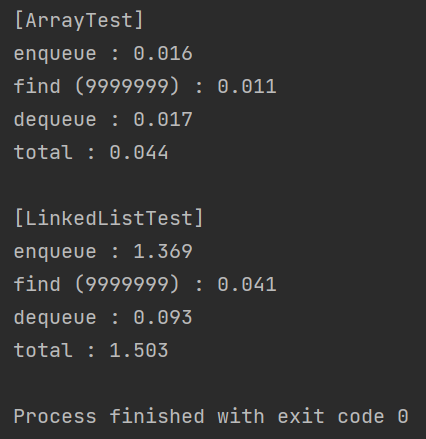 [ArrayTest]
enqueue : 0.016
find (9999999) : 0.011
dequeue : 0.017
total : 0.044
[LinkedListTest]
enqueue : 1.369
find (9999999) : 0.041
dequeue : 0.093
total : 1.503
Process finished with exit code 0